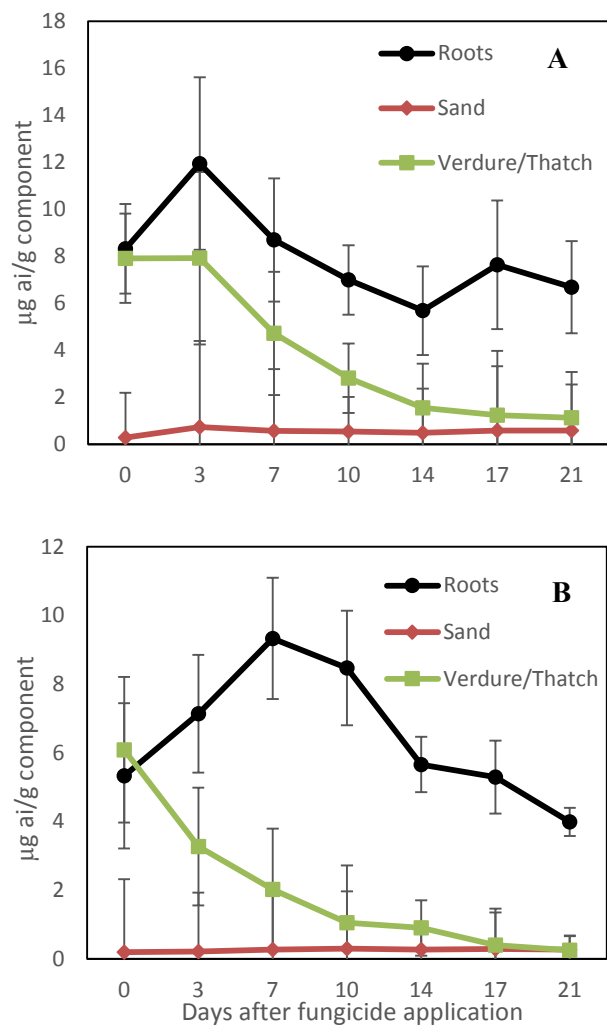 18
16
14
12
10
8
6
4
2
0
µg ai/g component
Roots
Sand
Verdure/Thatch
A
0 3 7 10 14 17 21
12
10
8
6
4
2
0
µg ai/g component
Roots
Sand
Verdure/Thatch
B
0 3 7 10 14 17 21
Days after fungicide application